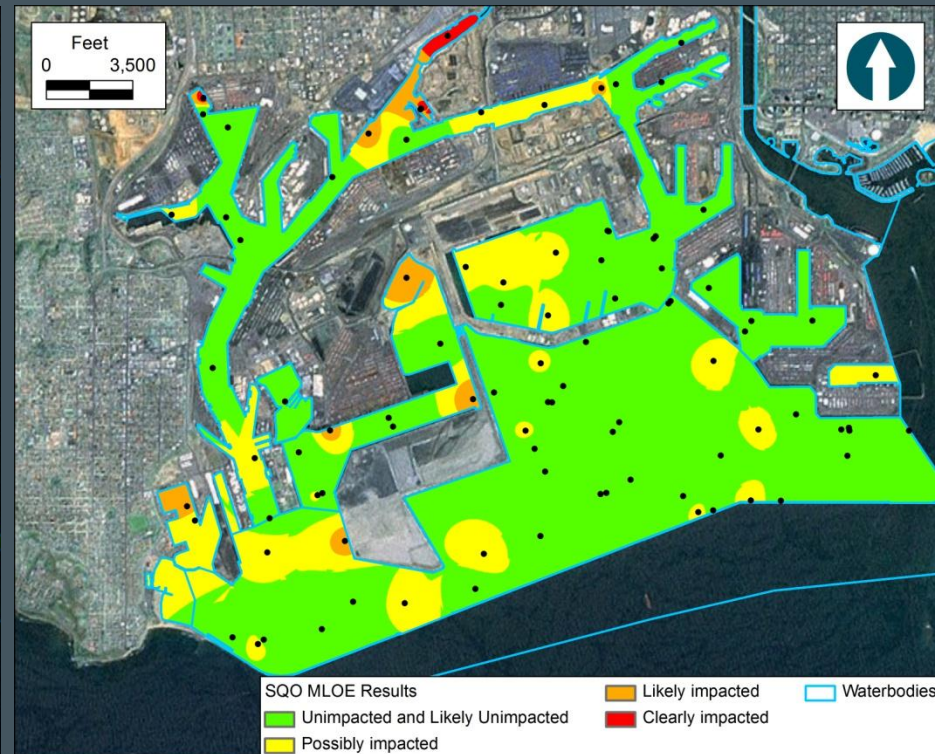 Feet
0 3,500
SQO MLOE Results
Unimpacted and Likely Unimpacted
Possibly impacted
Likely impacted
Clearly impacted
Waterbodies